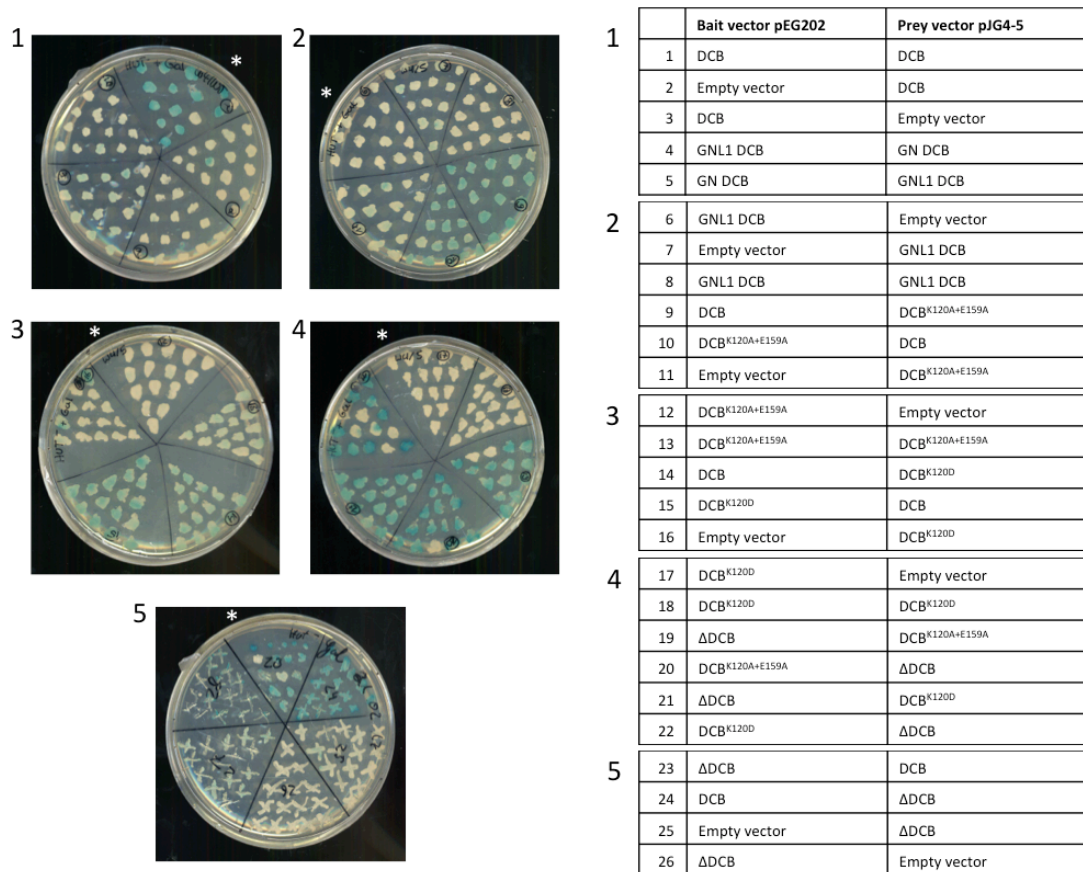 1
*
2
*
3
*
4
*
5
*
1
Bait vector pEG202 Prey vector pJG4-5
1 DCB DCB
2 Empty vector DCB
3 DCB Empty vector
4 GNL1 DCB GN DCB
5 GN DCB GNL1 DCB
2
6 GNL1 DCB Empty vector
7 Empty vector GNL1 DCB
8 GNL1 DCB GNL1 DCB
9 DCB DCBK120A+E159A
10 DCBK120A+E159A DCB
11 Empty vector DCBK120A+E159A
3
12 DCBK120A+E159A Empty vector
13 DCBK120A+E159A DCBK120A+E159A
14 DCB DCBK120D
15 DCBK120D DCB
16 Empty vector DCBK120D
4
17 DCBK120D Empty vector
18 DCBK120D DCBK120D
19 ΔDCB DCBK120A+E159A
20 DCBK120A+E159A ΔDCB
21 ΔDCB DCBK120D
22 DCBK120D ΔDCB
5
23 ΔDCB DCB
24 DCB ΔDCB
25 Empty vector ΔDCB
26 ΔDCB Empty vector